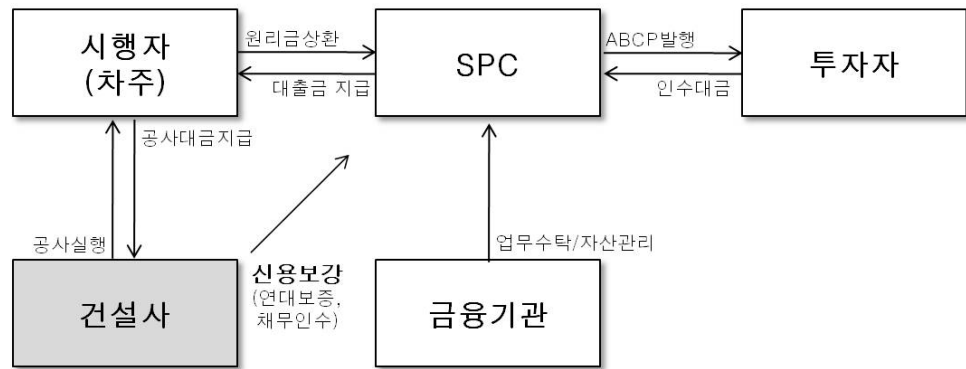 시행자
(차주)
원리금상환
대출금 지급
SPC
ABCP발행
인수대금
투자자
공사대금지급
공사실행
업무수탁/자산관리
건설사
신용보강
(연대보증,
채무인수)
금융기관